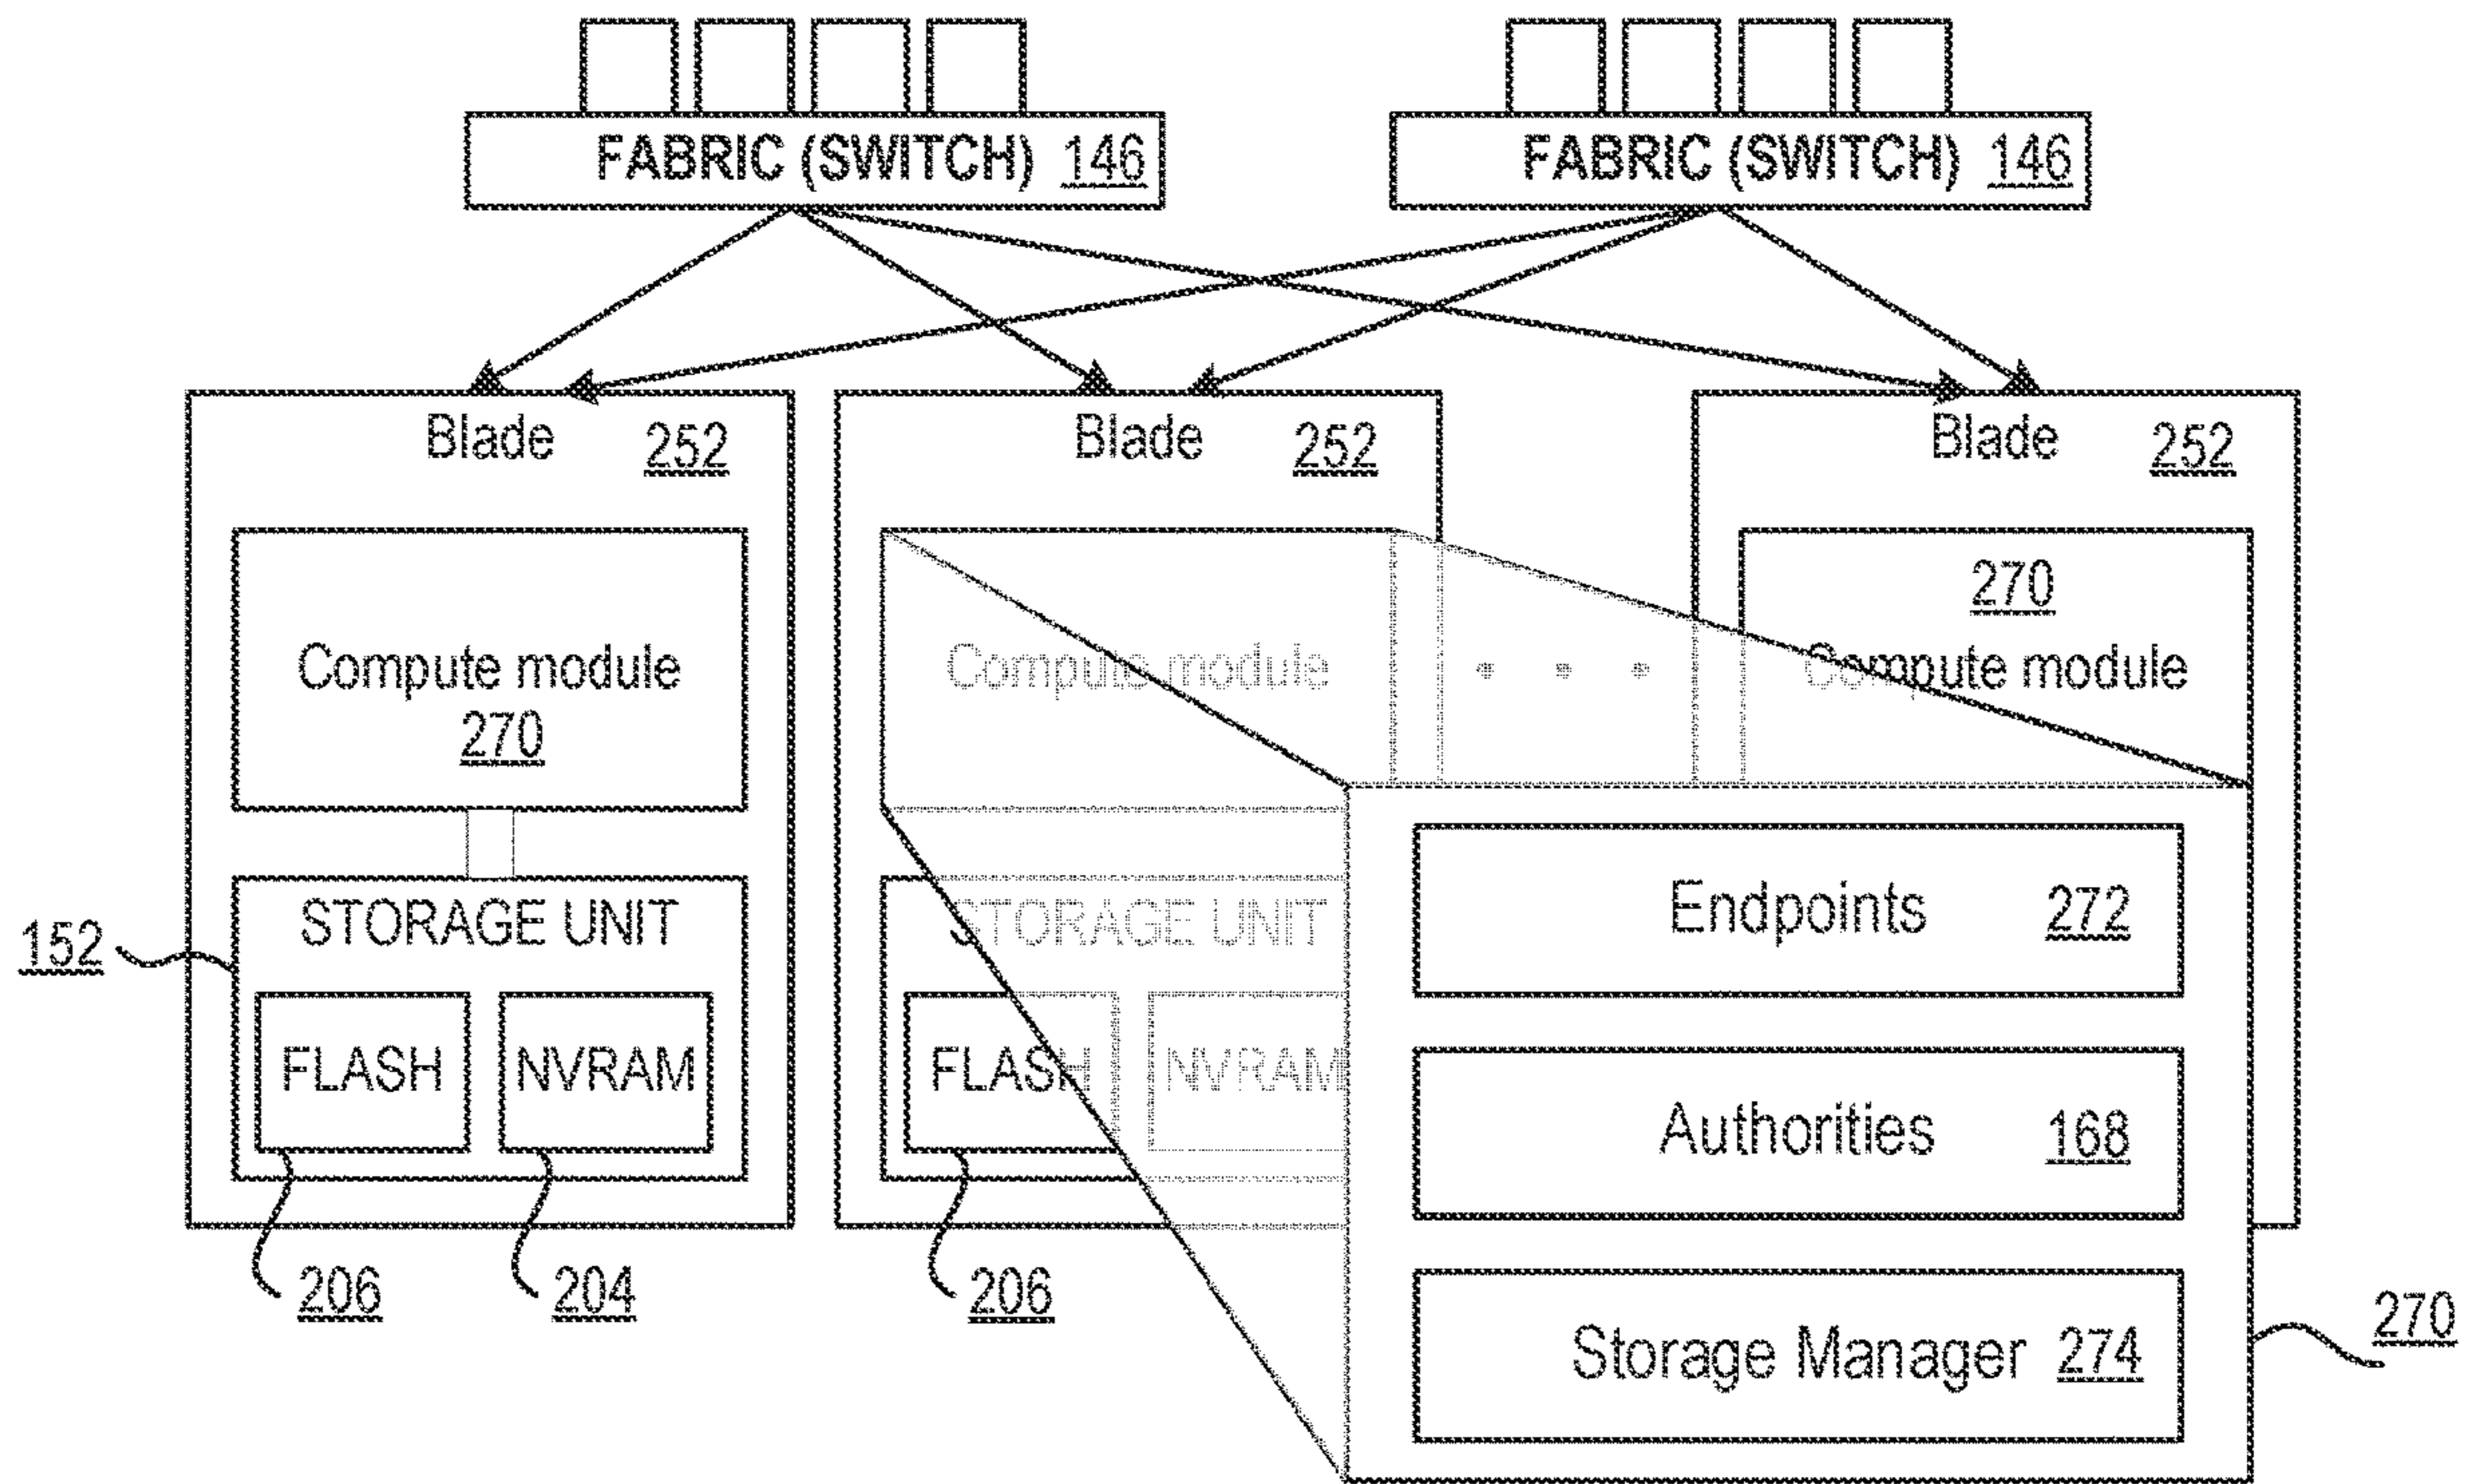 FABRIC (SWITCH) 146
FABRIC (SWITCH) 146
Blade 252
Blade 252
Blade 252
Compute module
270
Compute module
270
Compute module
STORAGE UNIT
152
FLASH
NVRAM
206
204
STORAGE UNIT
FLASH
NVRAM
206
Endpoints 272
Authorities 168
Storage Manager 274
270